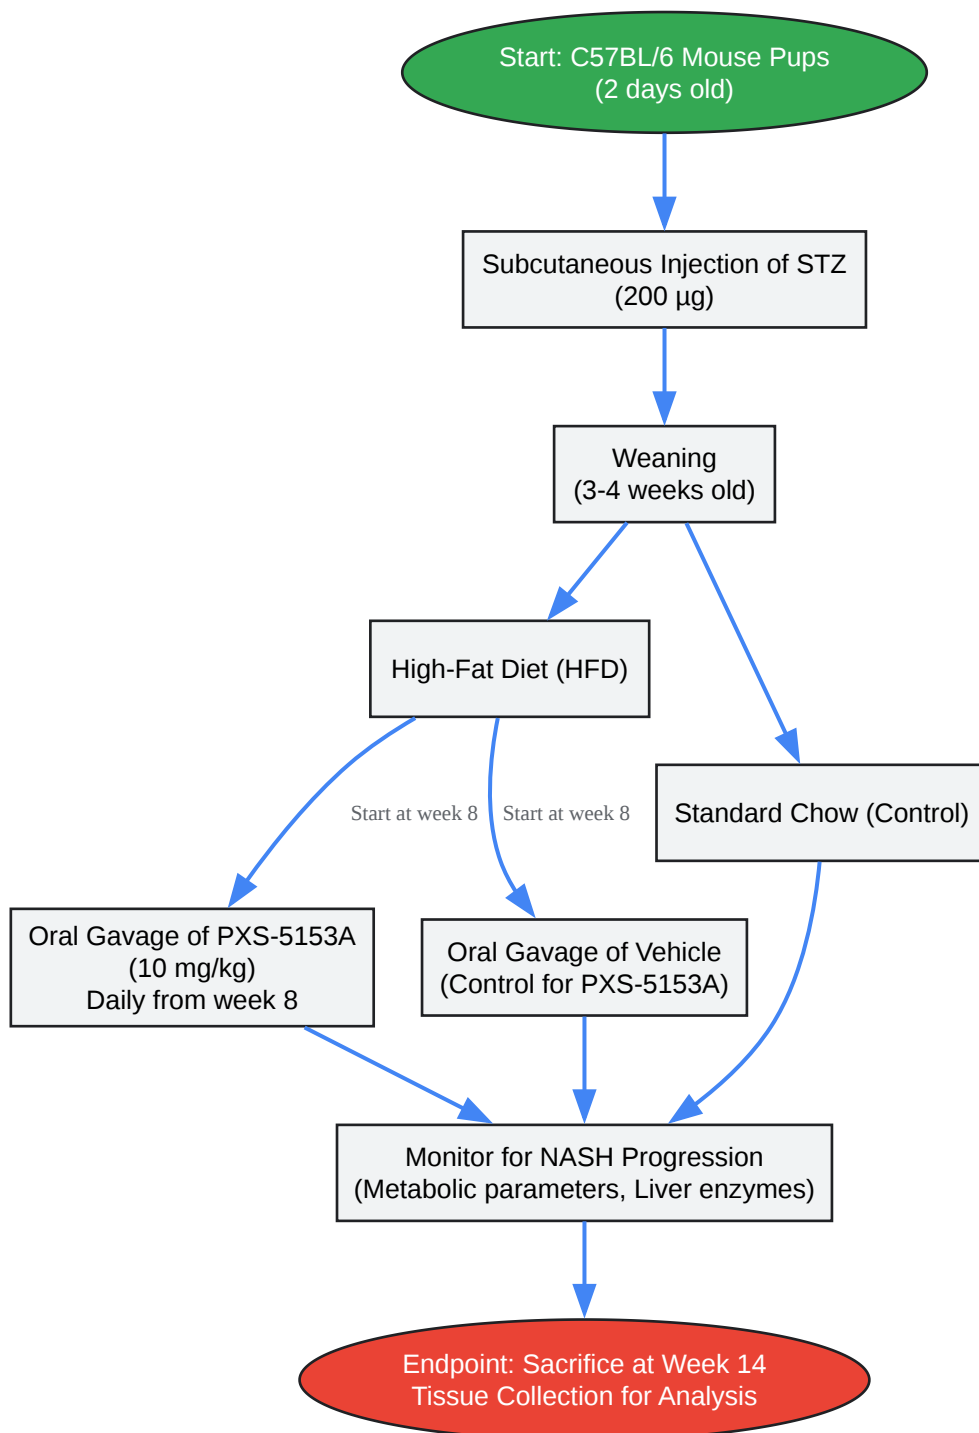 Start: C57BL/6 Mouse Pups
(2 days old)
Subcutaneous Injection of STZ
(200 µg)
Weaning
(3-4 weeks old)
High-Fat Diet (HFD)
Standard Chow (Control)
Start at week 8
Start at week 8
Oral Gavage of PXS-5153A
(10 mg/kg)
Daily from week 8
Oral Gavage of Vehicle
(Control for PXS-5153A)
Monitor for NASH Progression
(Metabolic parameters, Liver enzymes)
Endpoint: Sacrifice at Week 14
Tissue Collection for Analysis